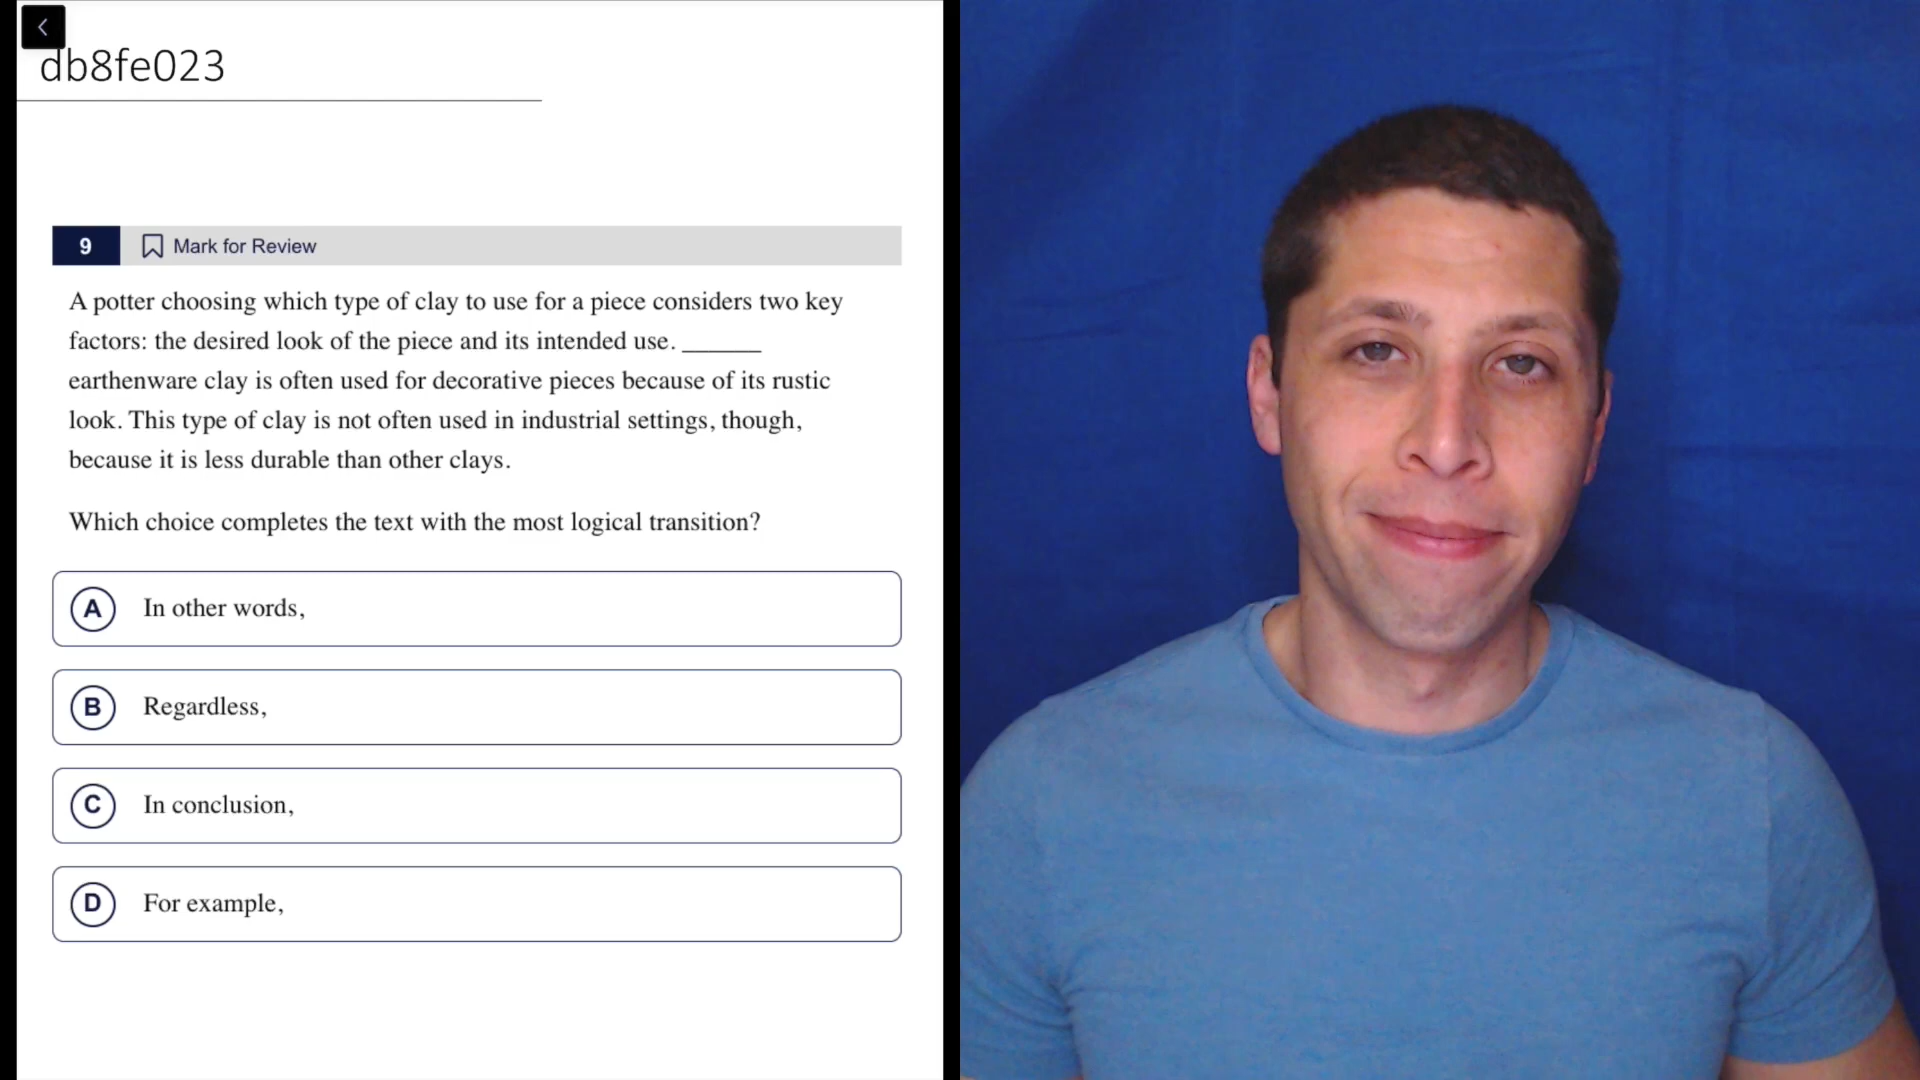 db8fe023
9 Mark for Review
A potter choosing which type of clay to use for a piece considers two key
factors: the desired look of the piece and its intended use. ______
earthenware clay is often used for decorative pieces because of its rustic
look. This type of clay is not often used in industrial settings, though,
because it is less durable than other clays.
Which choice completes the text with the most logical transition?
A In other words,
B Regardless,
C In conclusion,
D For example,